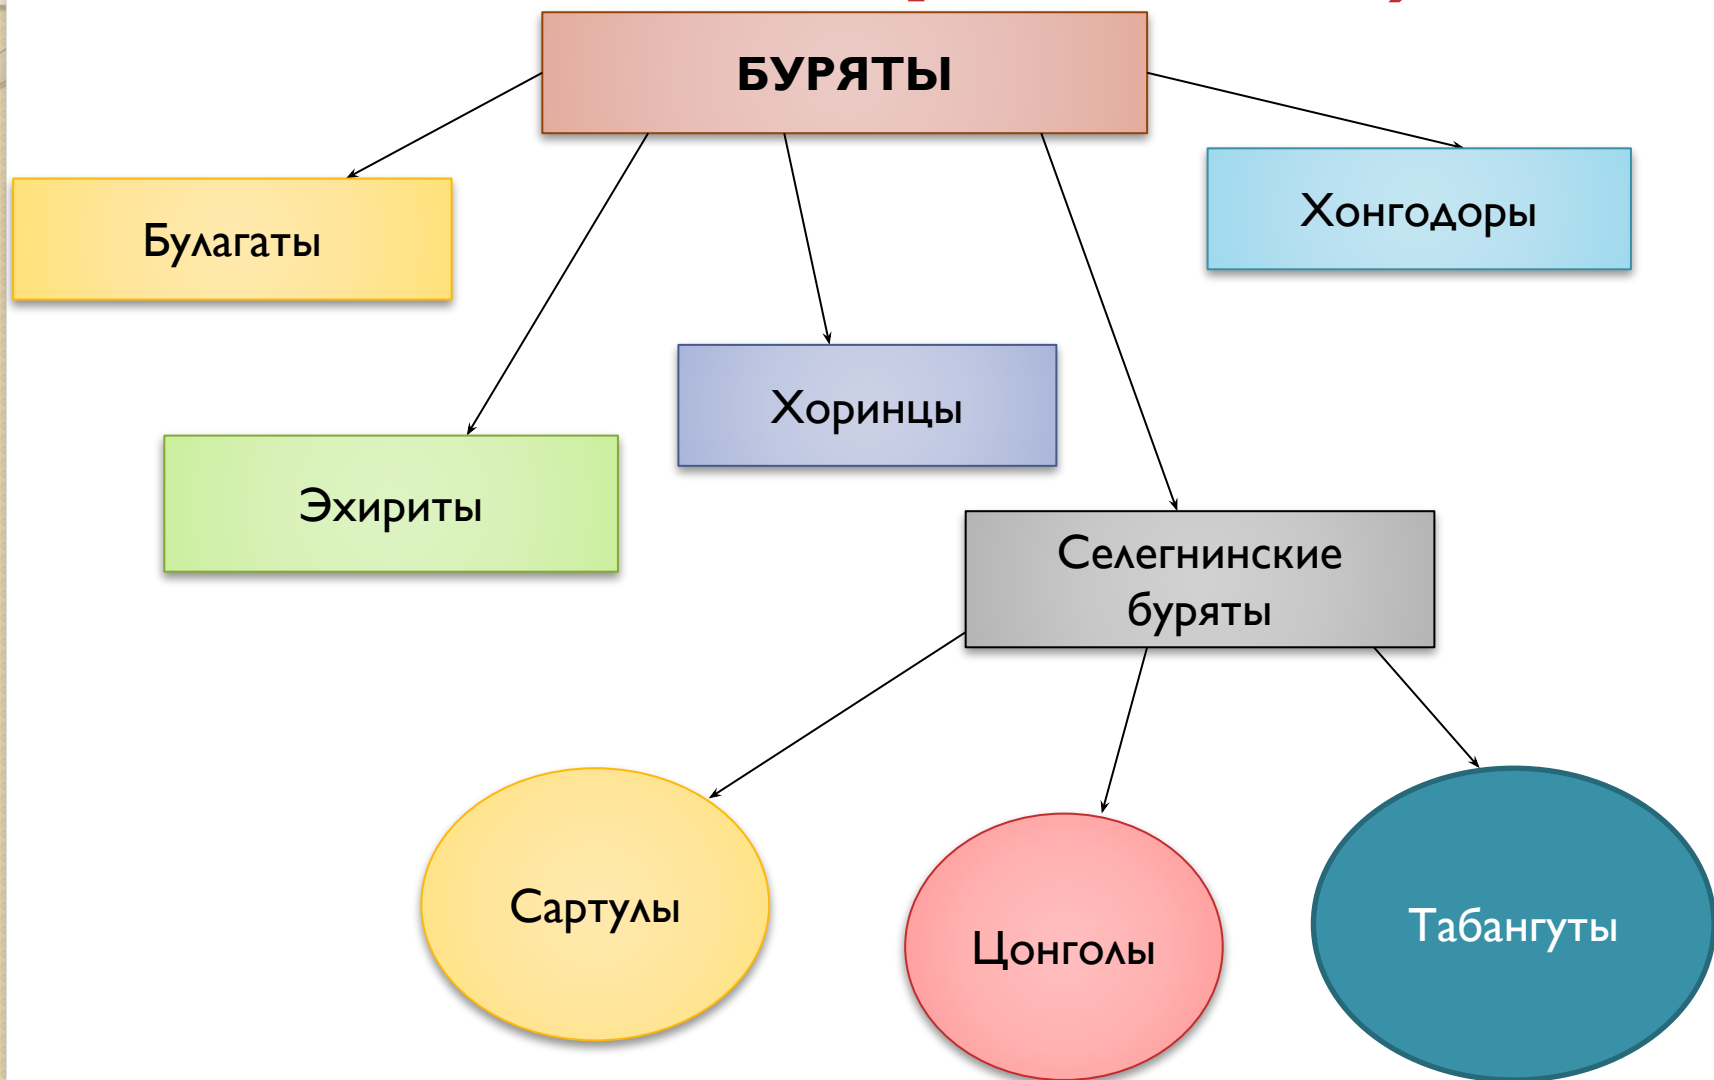 БУРЯТЫ
Хонгодоры
Булагаты
Хоринцы
Эхириты
Селегнинские
буряты
Сартулы
Цонголы
Табангуты